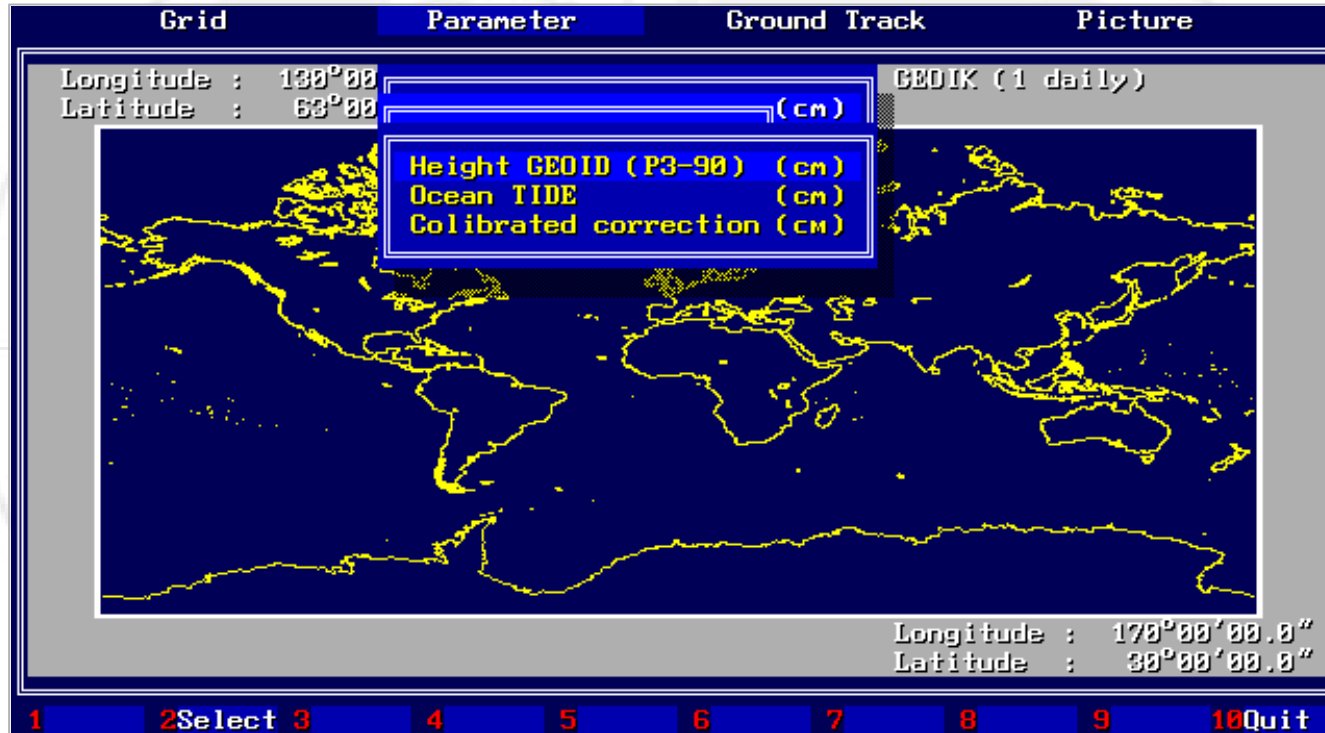 Grid Parameter Ground Track Picture
Longitude : 130°00
Latitude : 63°00
GEOIK (1 daily)
(cm)
Height GEOID (P3-90) (cm)
Ocean TIDE (cm)
Colibrated correction (см)
Longitude : 170°00'00.0"
Latitude : 30°00'00.0"
1 2Select 3 4 5 6 7 8 9 10Quit